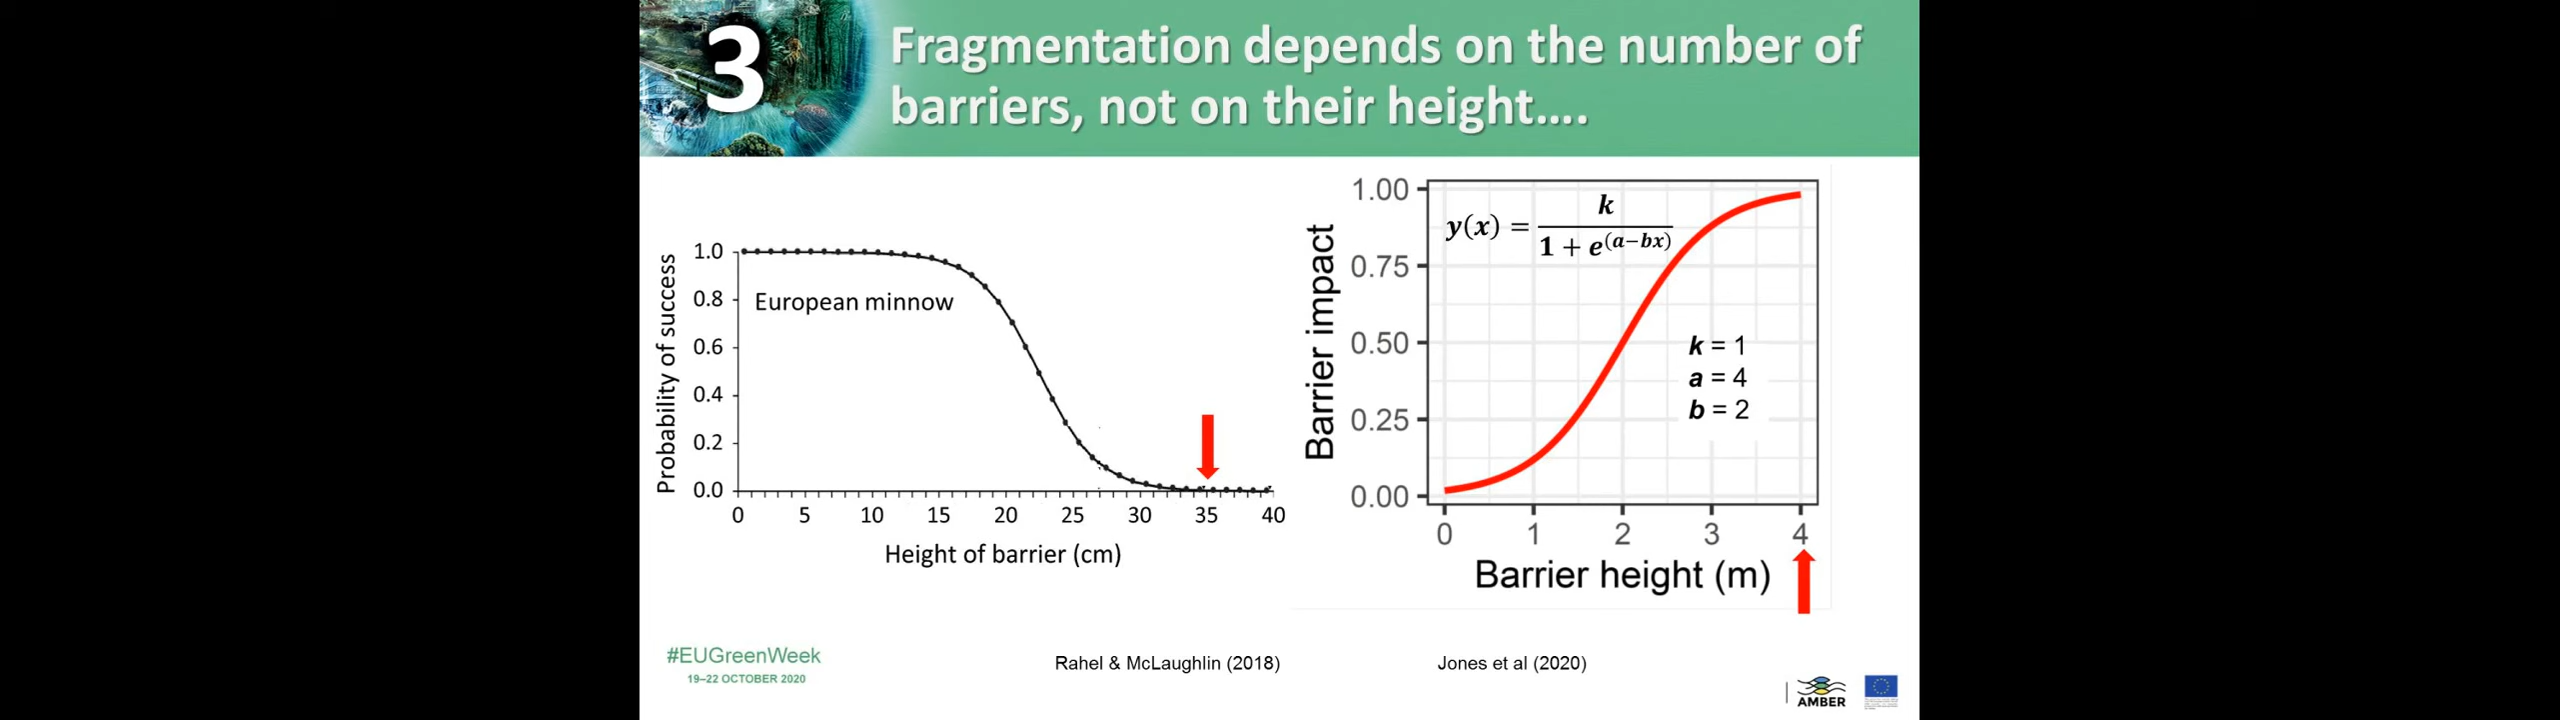 3
Fragmentation depends on the number of
barriers, not on their height....
Probability of success
1.0
0.8
0.6
0.4
0.2
0.0
European minnow
0 5 10 15 20 25 30 35 40
Height of barrier (cm)
Barrier impact
1.00
0.75
0.50
0.25
0.00
y(x) = k / 1 + e^(a−bx)
k = 1
a = 4
b = 2
0 1 2 3 4
Barrier height (m)
#EUGreenWeek
19–22 OCTOBER 2020
Rahel & McLaughlin (2018)
Jones et al (2020)
AMBER